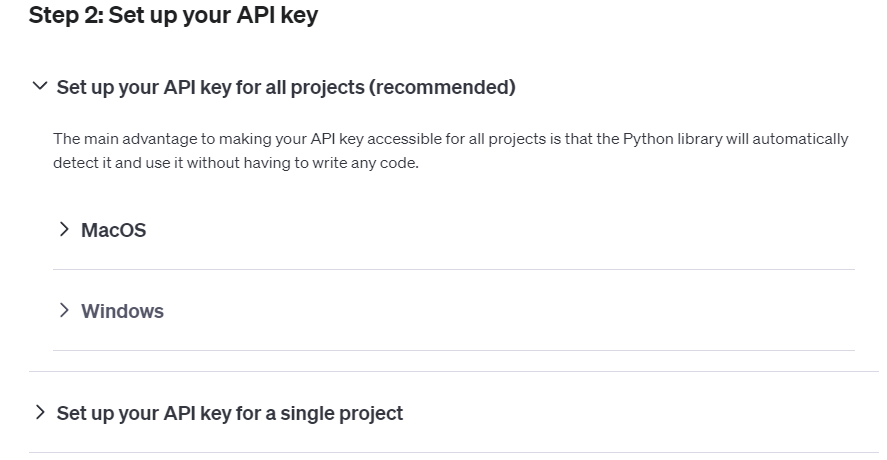 Step 2: Set up your API key
Set up your API key for all projects (recommended)
The main advantage to making your API key accessible for all projects is that the Python library will automatically
detect it and use it without having to write any code.
MacOS
Windows
Set up your API key for a single project